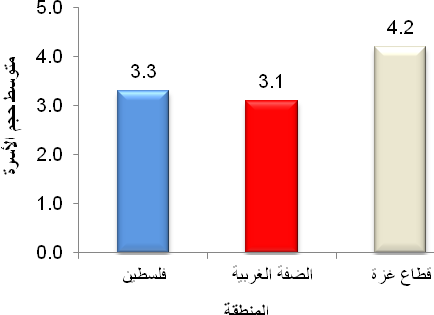 5.0
4.0
3.0
2.0
1.0
0.0
متوسط حجم الأسرة
3.3
3.1
4.2
فلسطين
الضفة الغربية
قطاع غزة
المنطقة